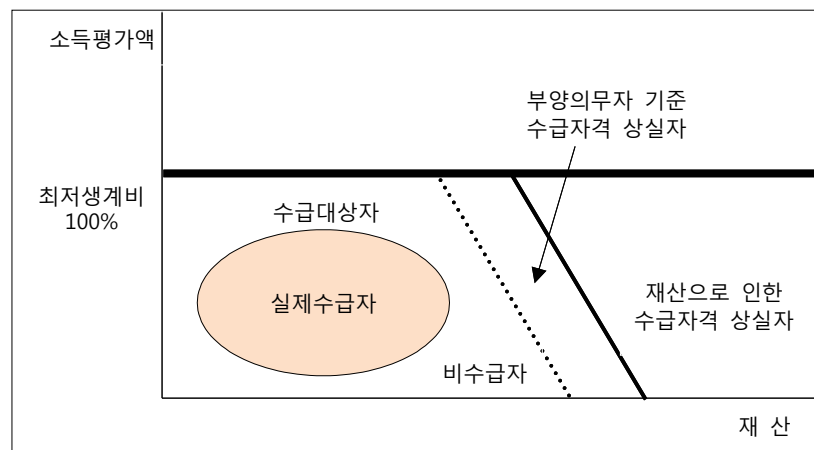 소득평가액
부양의무자 기준
수급자격 상실자
최저생계비
100%
수급대상자
실제수급자
재산으로 인한
수급자격 상실자
비수급자
재 산